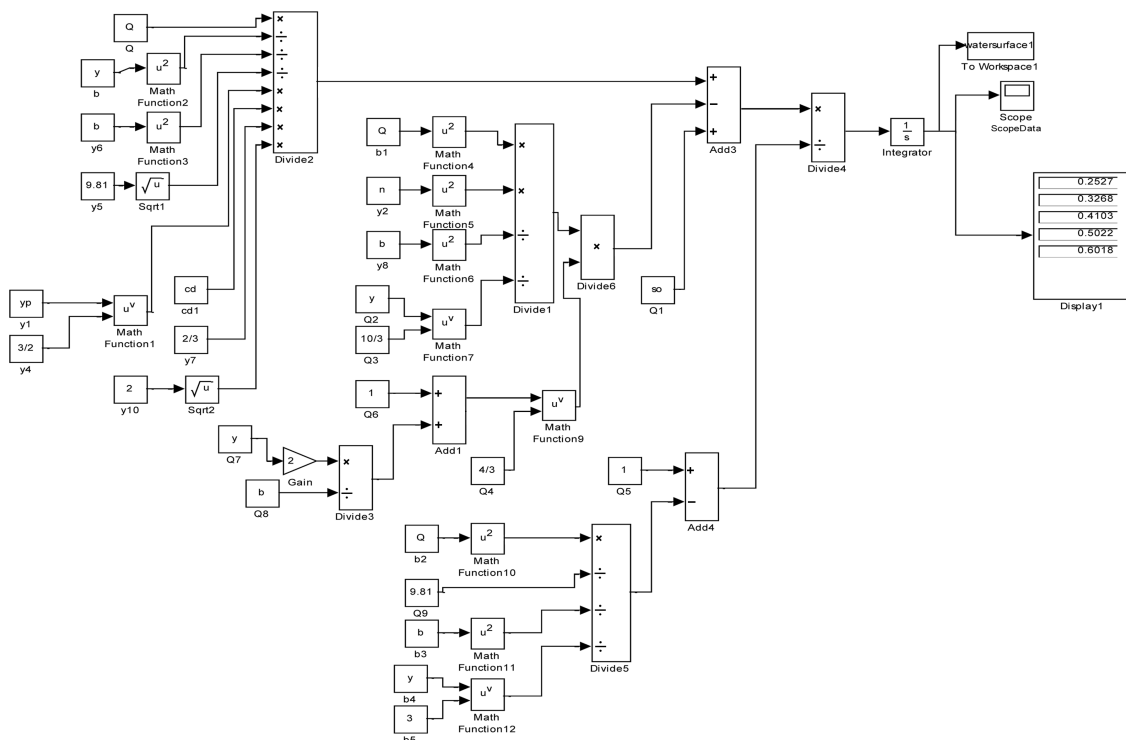 Q
Q
×
÷
÷
÷
×
×
×
×
Divide2
y
b
u²
Math
Function2
b
y6
u²
Math
Function3
9.81
y5
√u
Sqrt1
yp
y1
3/2
y4
uᵛ
Math
Function1
cd
cd1
2/3
y7
2
y10
√u
Sqrt2
Q
b1
u²
Math
Function4
n
y2
u²
Math
Function5
b
y8
u²
Math
Function6
y
Q2
10/3
Q3
uᵛ
Math
Function7
×
×
÷
÷
Divide1
×
Divide6
1
Q6
+
+
Add1
4/3
Q4
uᵛ
Math
Function9
y
Q7
2
Gain
b
Q8
×
÷
Divide3
so
Q1
+
−
+
Add3
×
÷
Divide4
1
s
Integrator
watersurface1
To Workspace1
Scope
ScopeData
0.2527
0.3268
0.4103
0.5022
0.6018
Display1
1
Q5
+
−
Add4
Q
b2
u²
Math
Function10
9.81
Q9
b
b3
u²
Math
Function11
y
b4
3
b5
uᵛ
Math
Function12
×
÷
÷
÷
Divide5